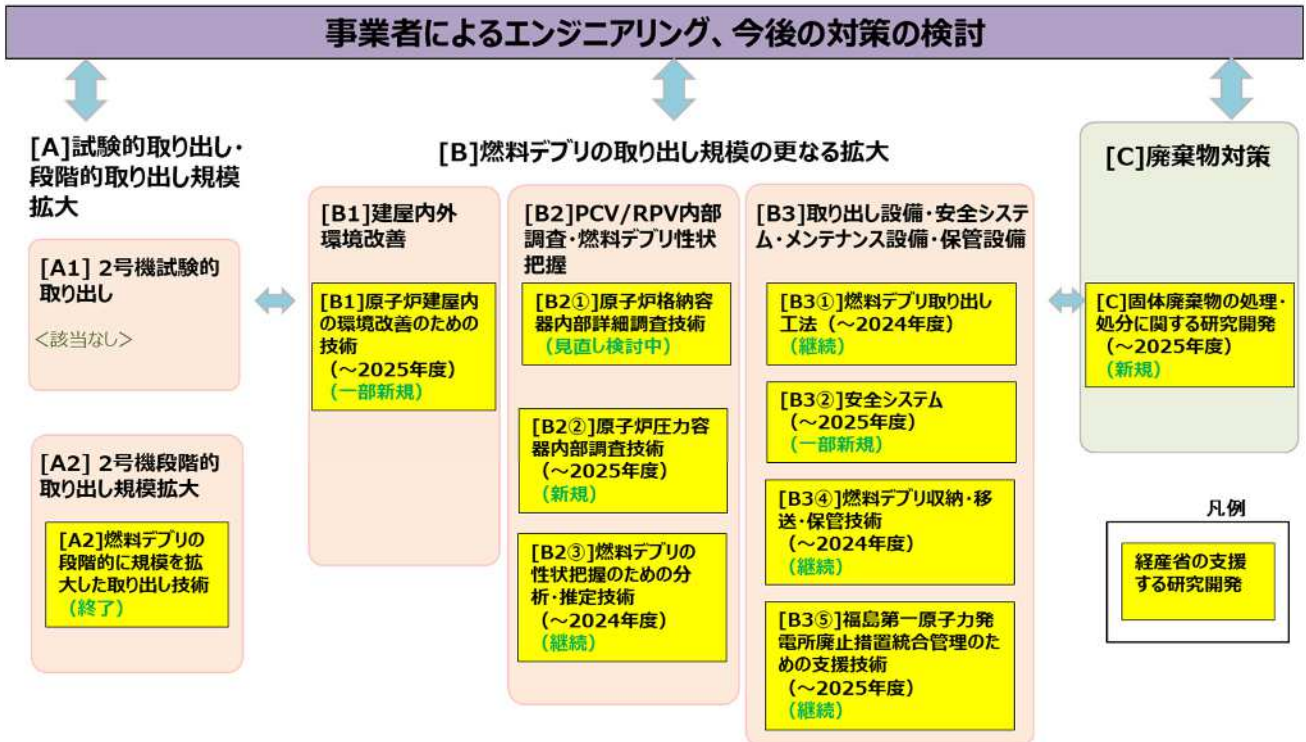 事業者によるエンジニアリング、今後の対策の検討
[A]試験的取り出し・
段階的取り出し規模
拡大
[A1] 2号機試験的
取り出し
<該当なし>
[A2] 2号機段階的
取り出し規模拡大
[A2]燃料デブリの
段階的に規模を拡
大した取り出し技術
(終了)
[B]燃料デブリの取り出し規模の更なる拡大
[B1]建屋内外
環境改善
[B1]原子炉建屋内
の環境改善のための
技術
(~2025年度)
(一部新規)
[B2]PCV/RPV内部
調査・燃料デブリ性状
把握
[B2①]原子炉格納容
器内部詳細調査技術
(見直し検討中)
[B2②]原子炉圧力容
器内部調査技術
(~2025年度)
(新規)
[B2③]燃料デブリの
性状把握のための分
析・推定技術
(~2024年度)
(継続)
[B3]取り出し設備・安全システ
ム・メンテナンス設備・保管設備
[B3①]燃料デブリ取り出し
工法(~2024年度)
(継続)
[B3②]安全システム
(~2025年度)
(一部新規)
[B3④]燃料デブリ収納・移
送・保管技術
(~2024年度)
(継続)
[B3⑤]福島第一原子力発
電所廃止措置統合管理のた
めの支援技術
(~2025年度)
(継続)
[C]廃棄物対策
[C]固体廃棄物の処理・
処分に関する研究開発
(~2025年度)
(新規)
凡例
経産省の支援
する研究開発